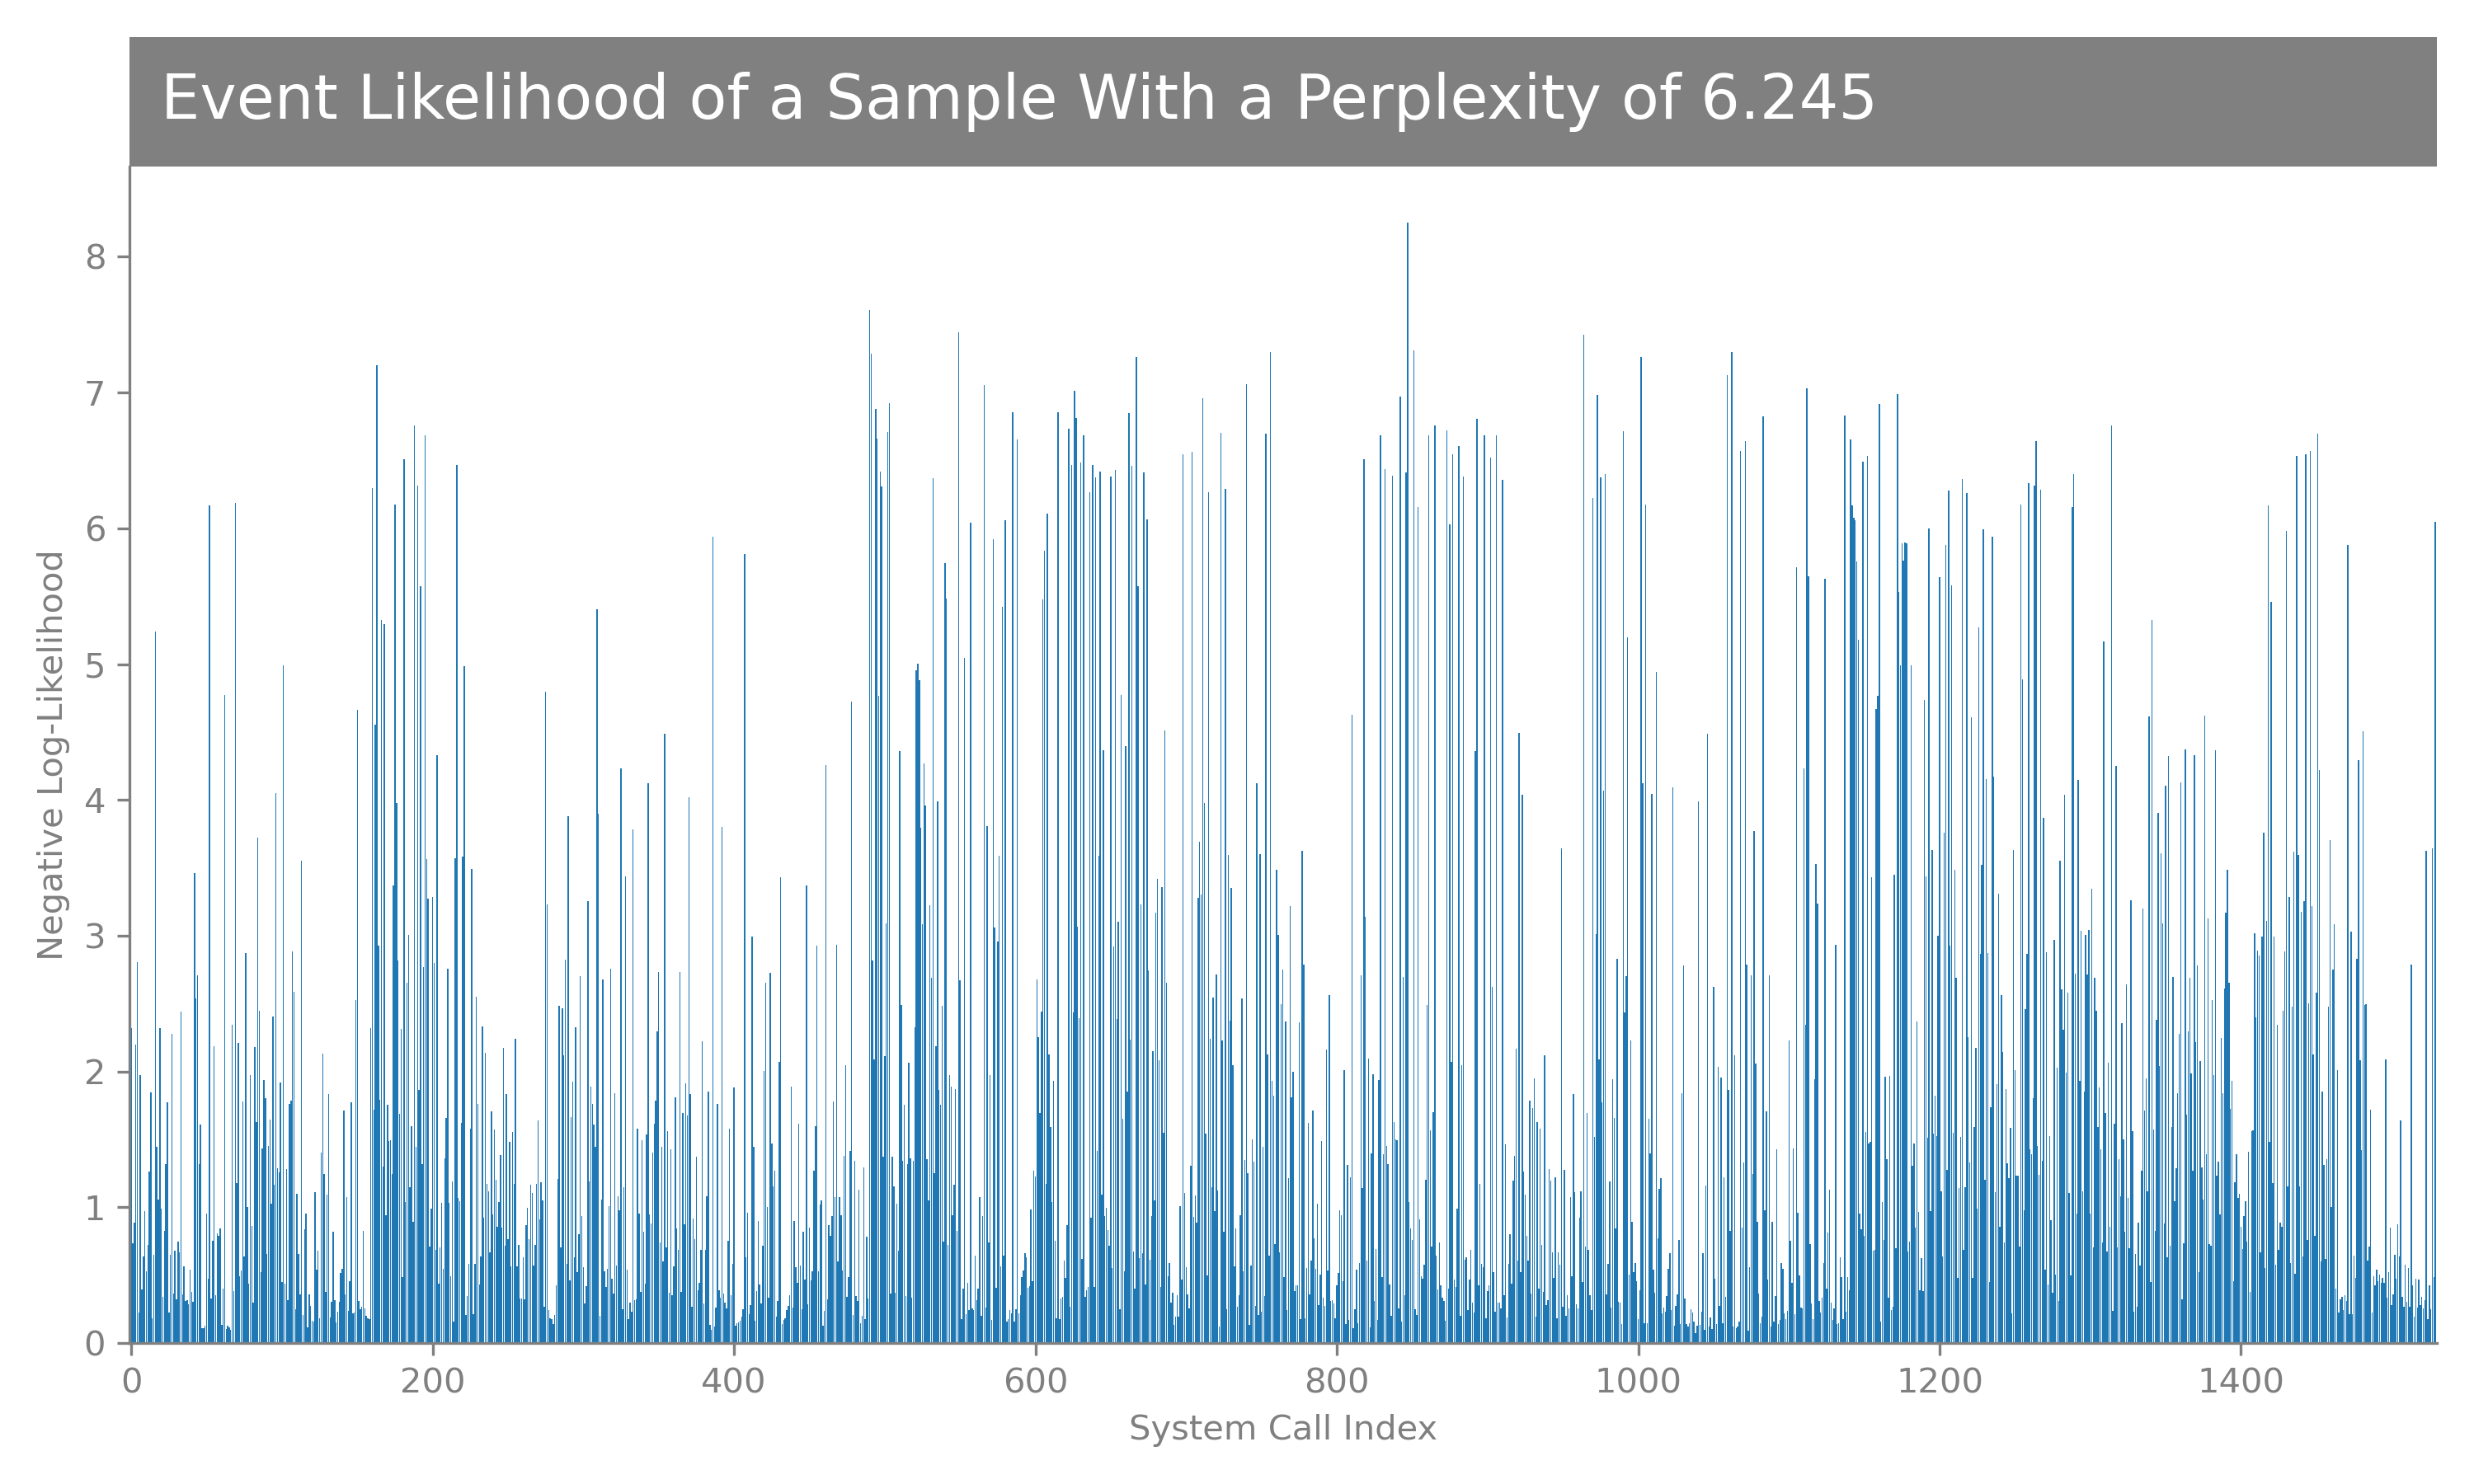 Event Likelihood of a Sample With a Perplexity of 6.245
8
7
6
5
4
3
2
1
0
Negative Log-Likelihood
0 200 400 600 800 1000 1200 1400
System Call Index